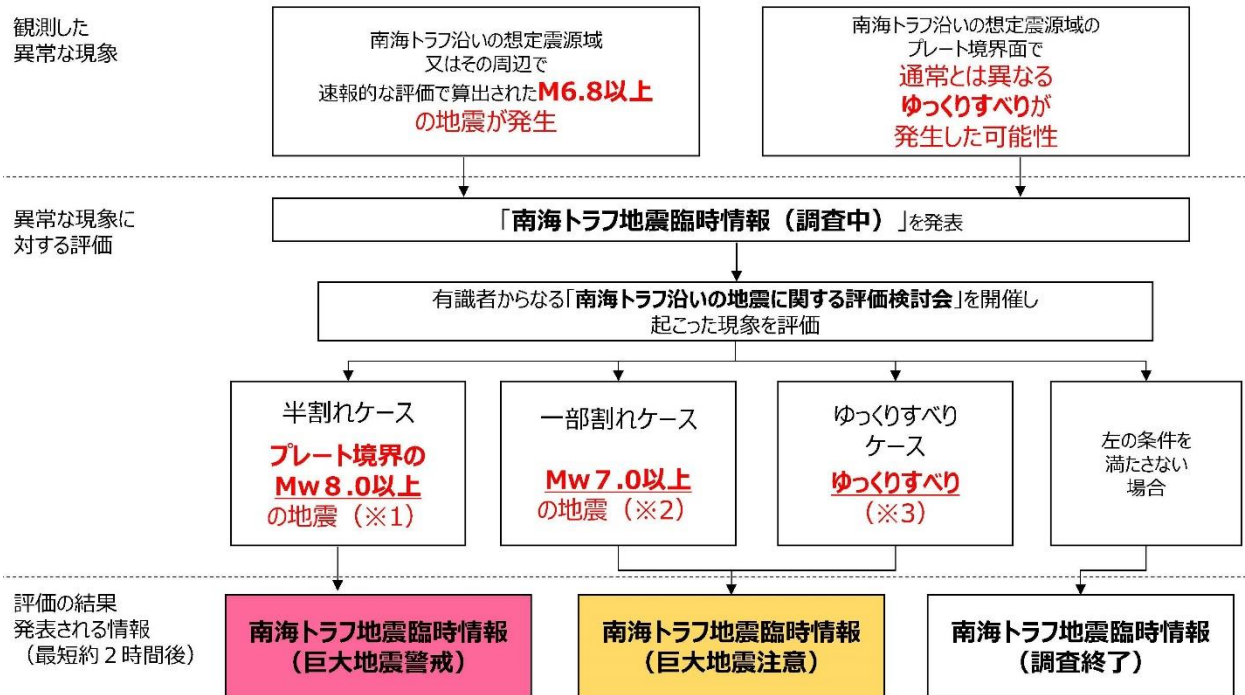 観測した
異常な現象
南海トラフ沿いの想定震源域
又はその周辺で
速報的な評価で算出されたM6.8以上
の地震が発生
南海トラフ沿いの想定震源域の
プレート境界面で
通常とは異なる
ゆっくりすべりが
発生した可能性
異常な現象に
対する評価
「南海トラフ地震臨時情報（調査中）」を発表
有識者からなる「南海トラフ沿いの地震に関する評価検討会」を開催し
起こった現象を評価
半割れケース
プレート境界の
Mw８.0以上
の地震（※1）
一部割れケース
Mw７.0以上
の地震（※2）
ゆっくりすべり
ケース
ゆっくりすべり
（※3）
左の条件を
満たさない
場合
評価の結果
発表される情報
（最短約２時間後）
南海トラフ地震臨時情報
（巨大地震警戒）
南海トラフ地震臨時情報
（巨大地震注意）
南海トラフ地震臨時情報
（調査終了）